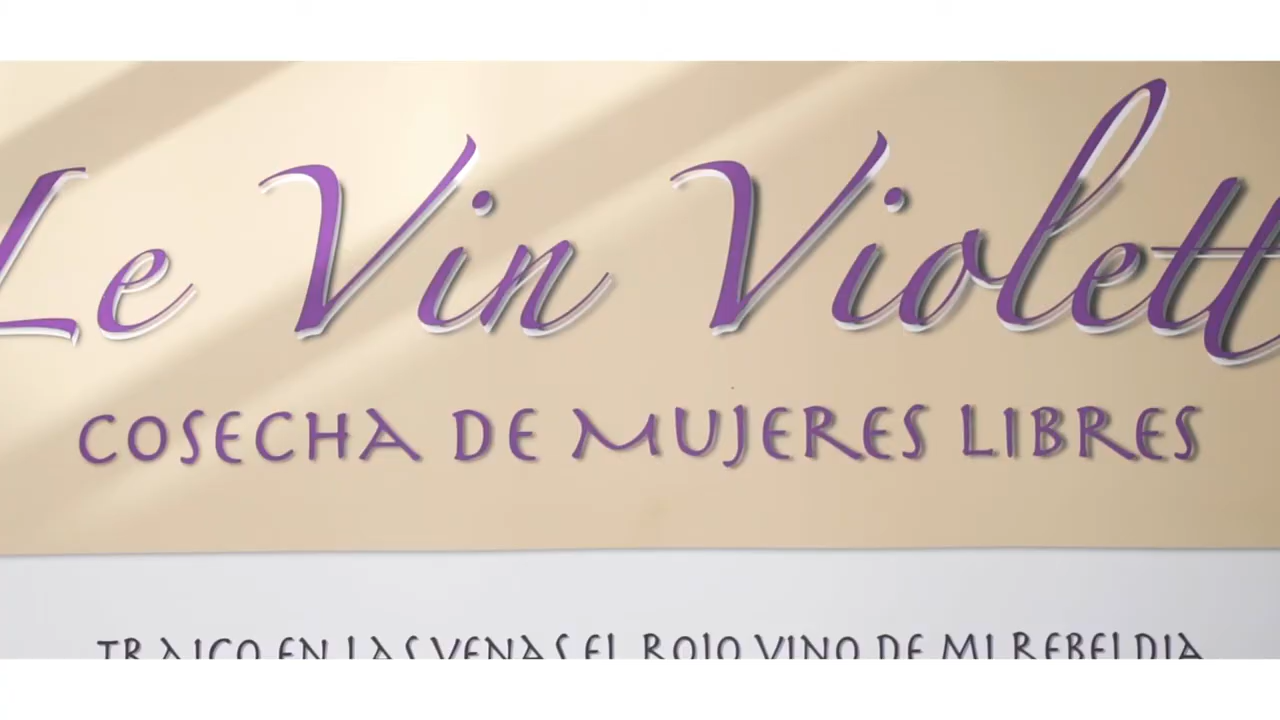 Le Vin Violett
COSECHA DE MUJERES LIBRES
TRAIGO EN LAS VENAS EL ROJO VINO DE MI REBELDIA